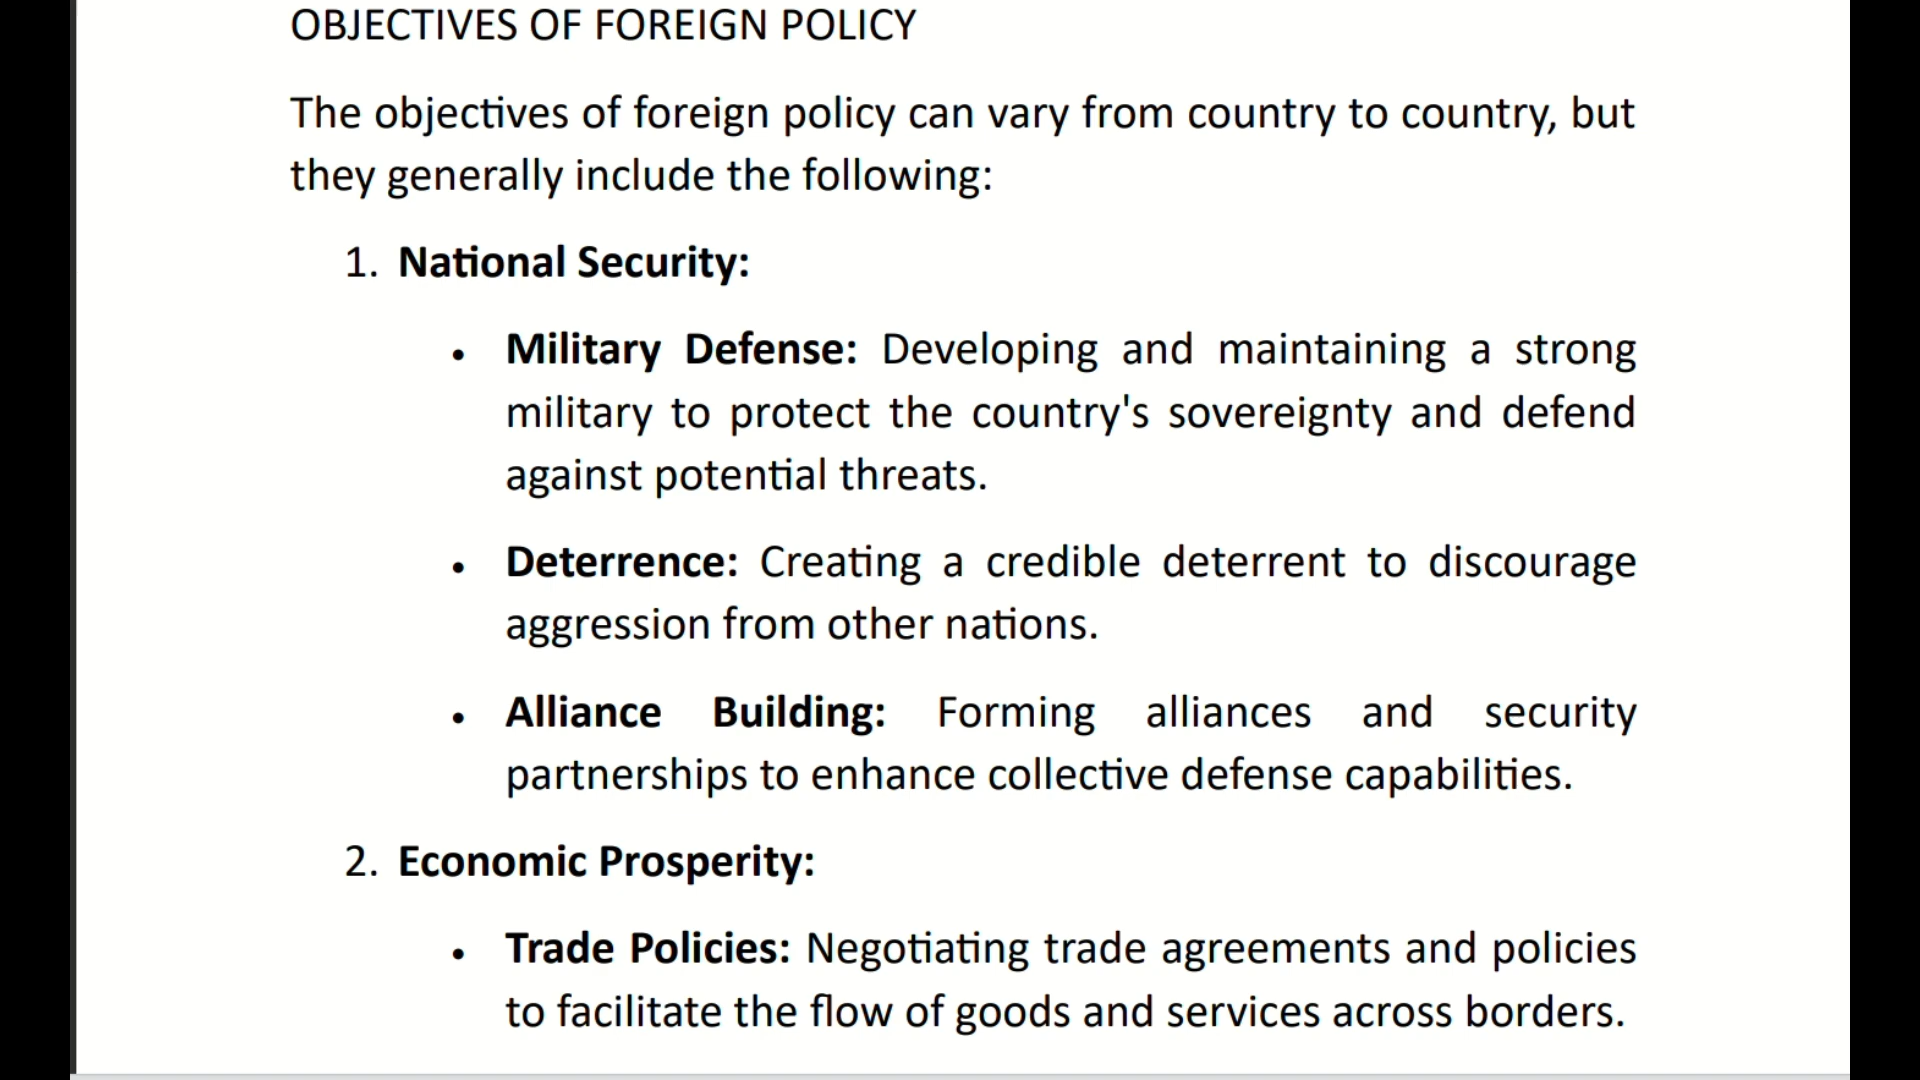 OBJECTIVES OF FOREIGN POLICY
The objectives of foreign policy can vary from country to country, but
they generally include the following:
1. National Security:
• Military Defense: Developing and maintaining a strong
military to protect the country's sovereignty and defend
against potential threats.
• Deterrence: Creating a credible deterrent to discourage
aggression from other nations.
• Alliance Building: Forming alliances and security
partnerships to enhance collective defense capabilities.
2. Economic Prosperity:
• Trade Policies: Negotiating trade agreements and policies
to facilitate the flow of goods and services across borders.